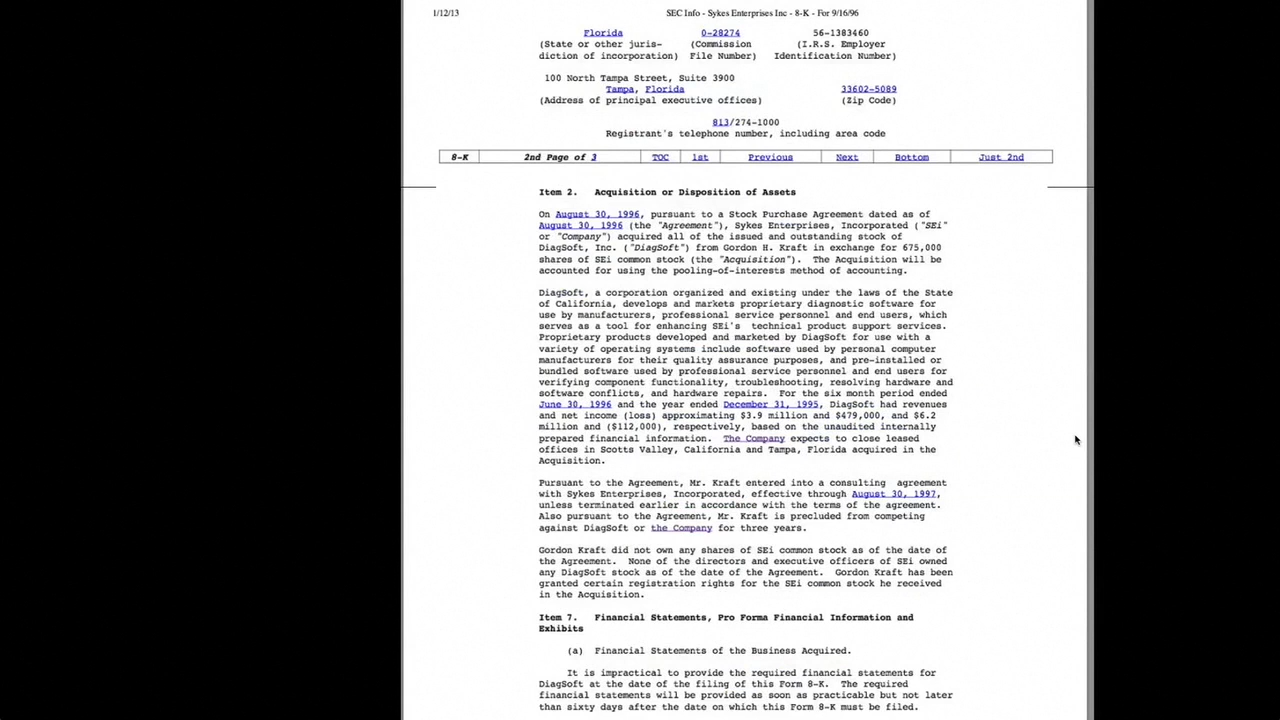 1/12/13 SEC Info - Sykes Enterprises Inc - 8-K - For 9/16/96
Florida 0-28274 56-1383460
(State or other juris- (Commission (I.R.S. Employer
diction of incorporation) File Number) Identification Number)
100 North Tampa Street, Suite 3900
Tampa, Florida 33602-5089
(Address of principal executive offices) (Zip Code)
813/274-1000
Registrant's telephone number, including area code
8-K 2nd Page of 3 TOC 1st Previous Next Bottom Just 2nd
Item 2. Acquisition or Disposition of Assets
On August 30, 1996, pursuant to a Stock Purchase Agreement dated as of
August 30, 1996 (the "Agreement"), Sykes Enterprises, Incorporated ("SEi"
or "Company") acquired all of the issued and outstanding stock of
DiagSoft, Inc. ("DiagSoft") from Gordon H. Kraft in exchange for 675,000
shares of SEi common stock (the "Acquisition"). The Acquisition will be
accounted for using the pooling-of-interests method of accounting.
DiagSoft, a corporation organized and existing under the laws of the State
of California, develops and markets proprietary diagnostic software for
use by manufacturers, professional service personnel and end users, which
serves as a tool for enhancing SEi's technical product support services.
Proprietary products developed and marketed by DiagSoft for use with a
variety of operating systems include software used by personal computer
manufacturers for their quality assurance purposes, and pre-installed or
bundled software used by professional service personnel and end users for
verifying component functionality, troubleshooting, resolving hardware and
software conflicts, and hardware repairs. For the six month period ended
June 30, 1996 and the year ended December 31, 1995, DiagSoft had revenues
and net income (loss) approximating $3.9 million and $479,000, and $6.2
million and ($112,000), respectively, based on the unaudited internally
prepared financial information. The Company expects to close leased
offices in Scotts Valley, California and Tampa, Florida acquired in the
Acquisition.
Pursuant to the Agreement, Mr. Kraft entered into a consulting agreement
with Sykes Enterprises, Incorporated, effective through August 30, 1997,
unless terminated earlier in accordance with the terms of the agreement.
Also pursuant to the Agreement, Mr. Kraft is precluded from competing
against DiagSoft or the Company for three years.
Gordon Kraft did not own any shares of SEi common stock as of the date of
the Agreement. None of the directors and executive officers of SEi owned
any DiagSoft stock as of the date of the Agreement. Gordon Kraft has been
granted certain registration rights for the SEi common stock he received
in the Acquisition.
Item 7. Financial Statements, Pro Forma Financial Information and
Exhibits
(a) Financial Statements of the Business Acquired.
It is impractical to provide the required financial statements for
DiagSoft at the date of the filing of this Form 8-K. The required
financial statements will be provided as soon as practicable but not later
than sixty days after the date on which this Form 8-K must be filed.